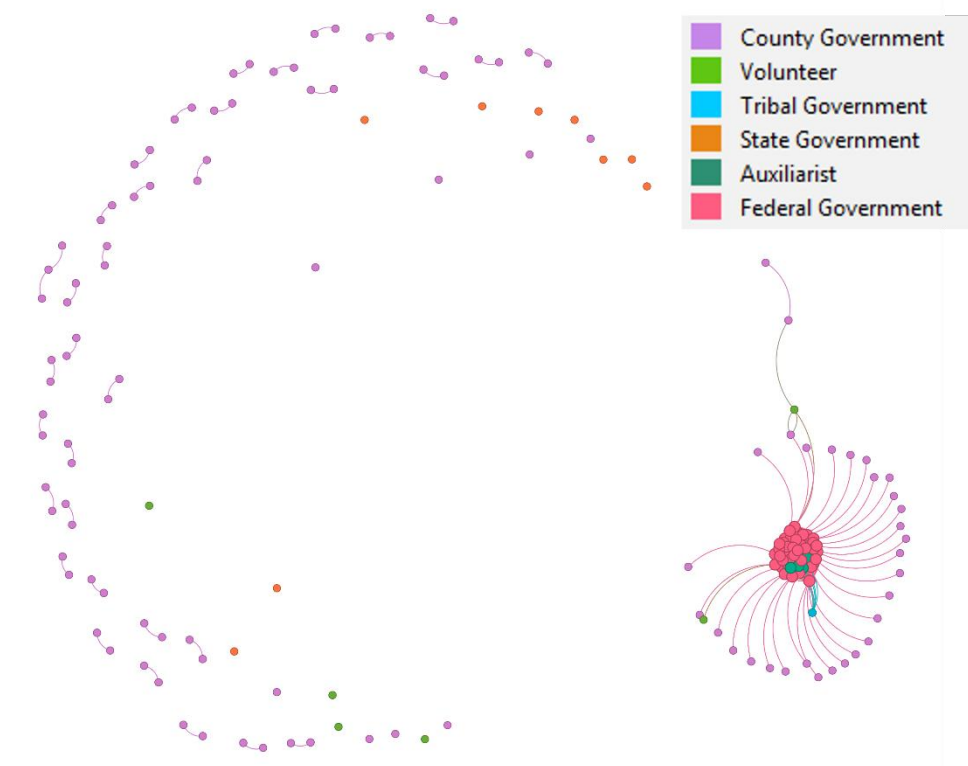 County Government
Volunteer
Tribal Government
State Government
Auxiliarist
Federal Government